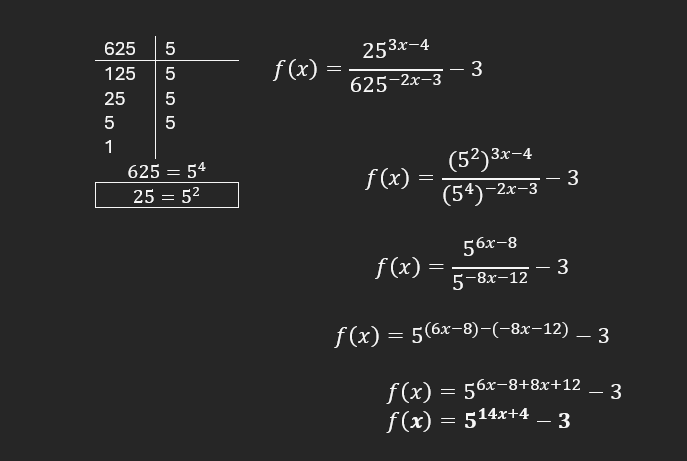 625 | 5
125 | 5
25 | 5
5 | 5
1 |
625 = 5⁴
25 = 5²
f(x) = 25^(3x−4) / 625^(−2x−3) − 3
f(x) = (5²)^(3x−4) / (5⁴)^(−2x−3) − 3
f(x) = 5^(6x−8) / 5^(−8x−12) − 3
f(x) = 5^((6x−8)−(−8x−12)) − 3
f(x) = 5^(6x−8+8x+12) − 3
f(x) = 5^(14x+4) − 3